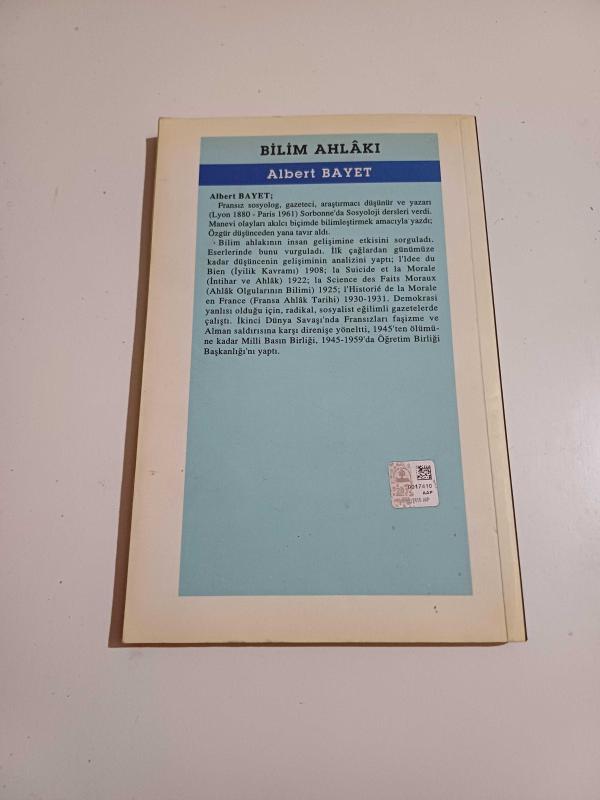 BİLİM AHLÂKI
Albert BAYET
Albert BAYET;
Fransız sosyolog, gazeteci, araştırmacı düşünür ve yazarı
(Lyon 1880 - Paris 1961) Sorbonne'da Sosyoloji dersleri verdi.
Manevi olayları akılcı biçimde bilimleştirmek amacıyla yazdı;
Özgür düşünceden yana tavır aldı.
Bilim ahlakının insan gelişimine etkisini sorguladı.
Eserlerinde bunu vurguladı. İlk çağlardan günümüze
kadar düşüncenin gelişiminin analizini yaptı; l'Idee du
Bien (İyilik Kavramı) 1908; la Suicide et la Morale
(İntihar ve Ahlâk) 1922; la Science des Faits Moraux
(Ahlâk Olgularının Bilimi) 1925; l'Historié de la Morale
en France (Fransa Ahlâk Tarihi) 1930-1931. Demokrasi
yanlısı olduğu için, radikal, sosyalist eğilimli gazetelerde
çalıştı. İkinci Dünya Savaşı'nda Fransızları faşizme ve
Alman saldırısına karşı direnişe yöneltti, 1945'ten ölümü-
ne kadar Milli Basın Birliği, 1945-1959'da Öğretim Birliği
Başkanlığı'nı yaptı.
0017410
AAP